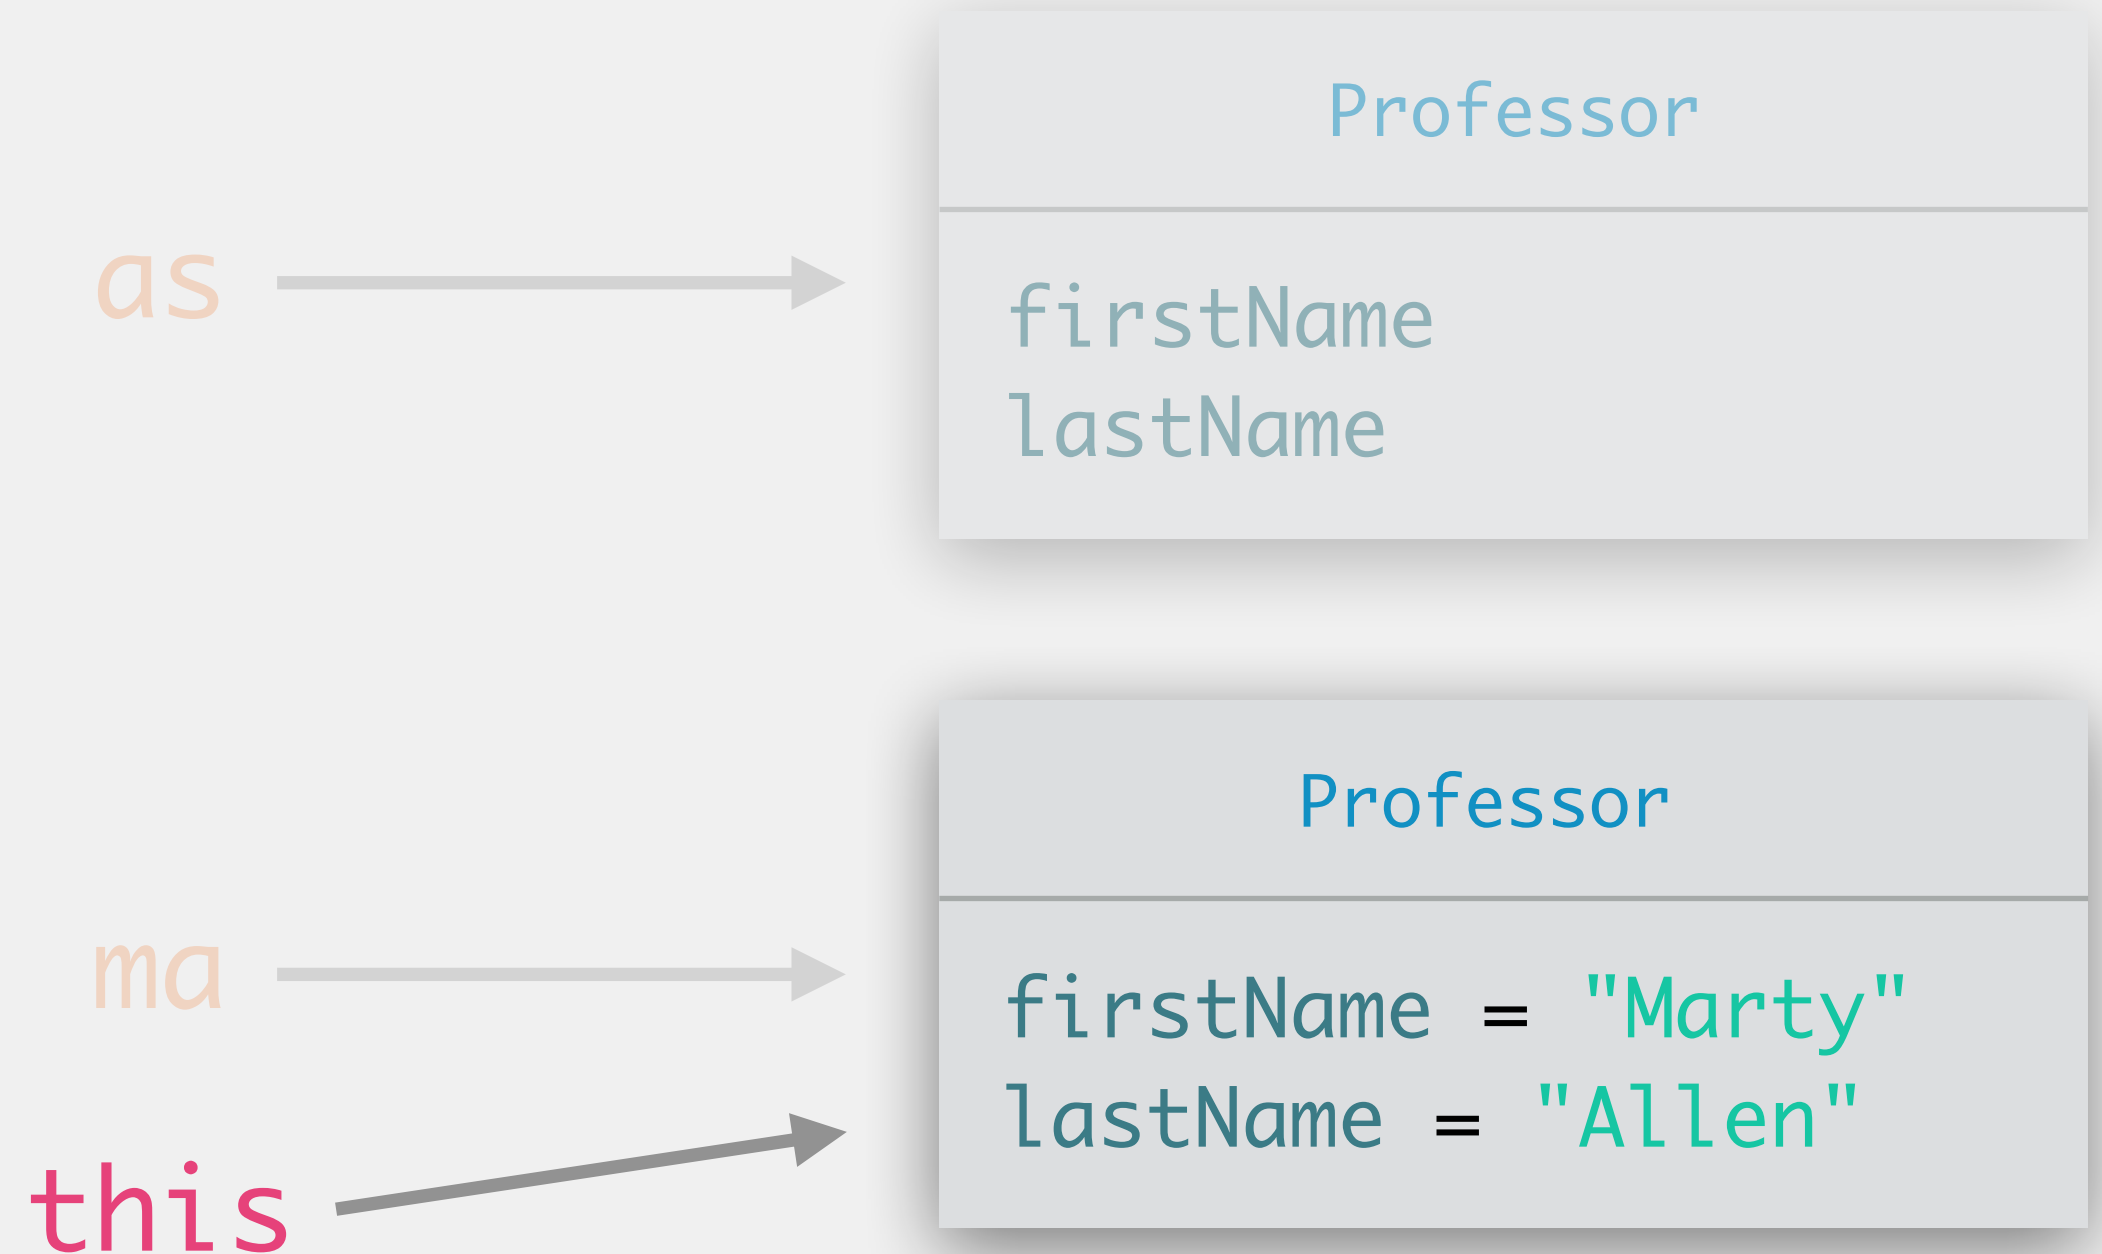 Professor
as
firstName
lastName
Professor
ma
firstName = "Marty"
lastName = "Allen"
this